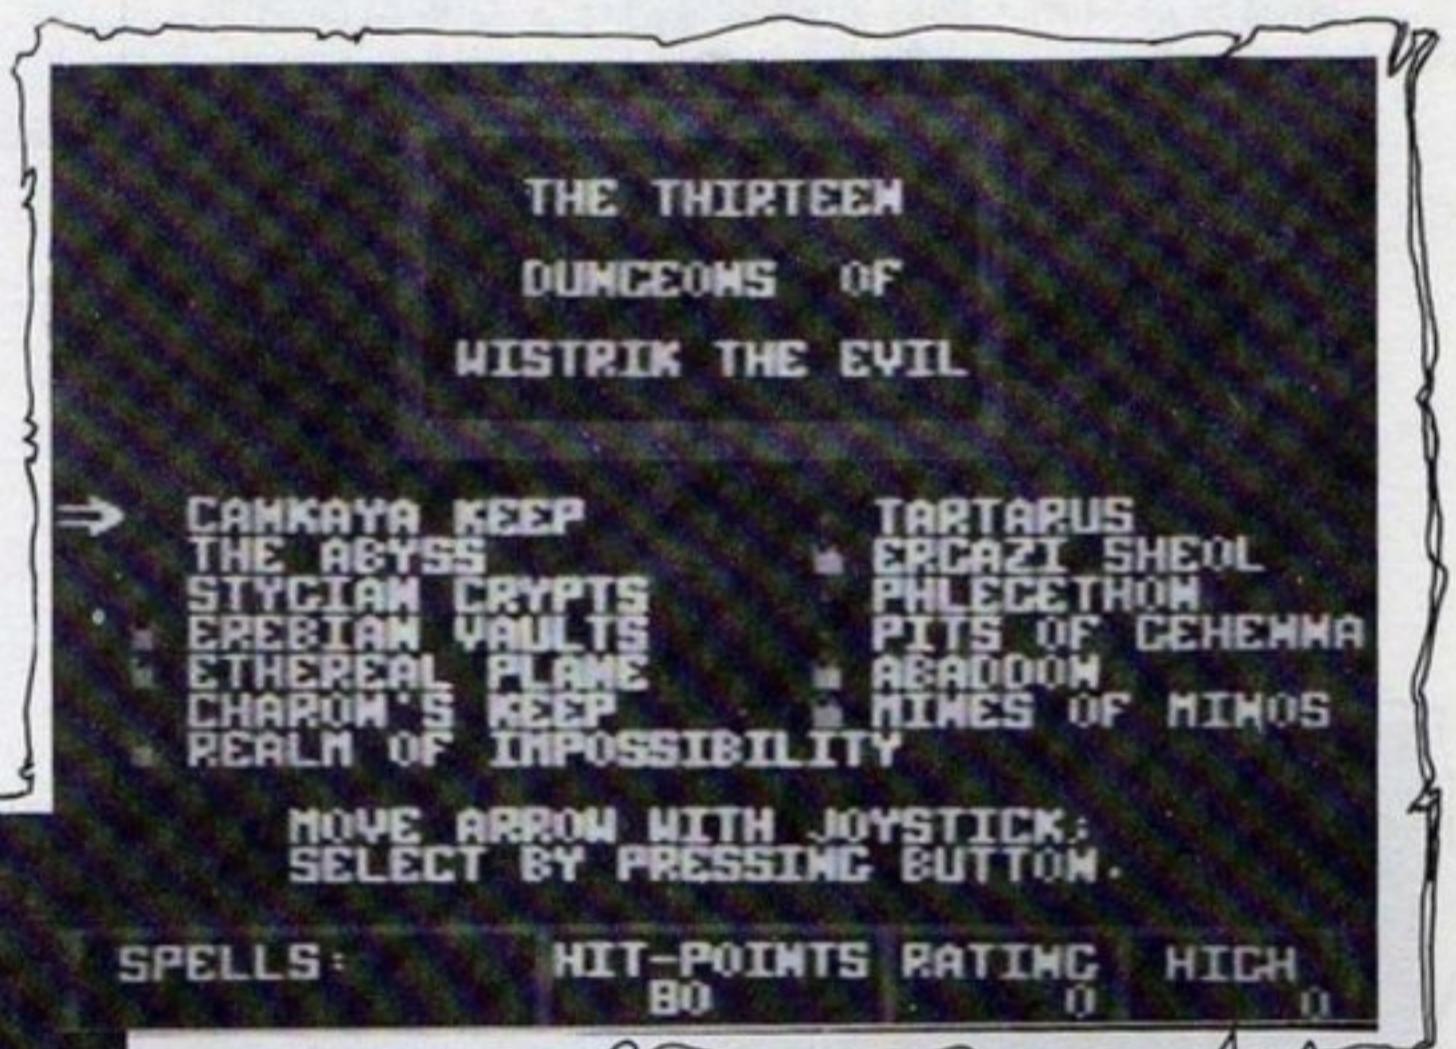 THE THIRTEEN
DUNGEONS OF
WISTRIK THE EVIL
CANKAYA KEEP
THE ABYSS
STYGIAN CRYPTS
EREBIAN VAULTS
ETHEREAL PLANE
CHARON'S KEEP
REALM OF IMPOSSIBILITY
TARTARUS
ERGAZI SHEOL
PHLEGETHON
PITS OF GEHENNA
ABADDON
MINES OF MINOS
MOVE ARROW WITH JOYSTICK;
SELECT BY PRESSING BUTTON.
SPELLS:
HIT-POINTS
80
RATING
0
HIGH
0